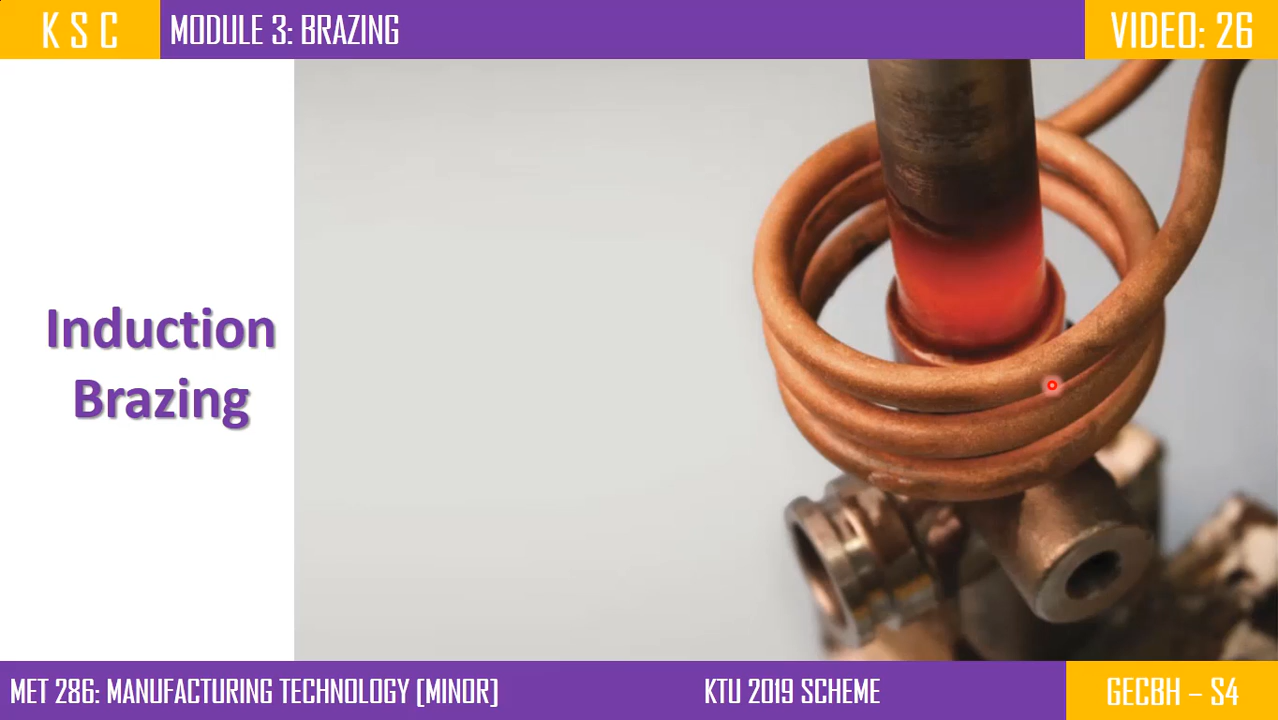 K S C
MODULE 3: BRAZING
VIDEO: 26
Induction
Brazing
MET 286: MANUFACTURING TECHNOLOGY (MINOR)
KTU 2019 SCHEME
GECBH – S4